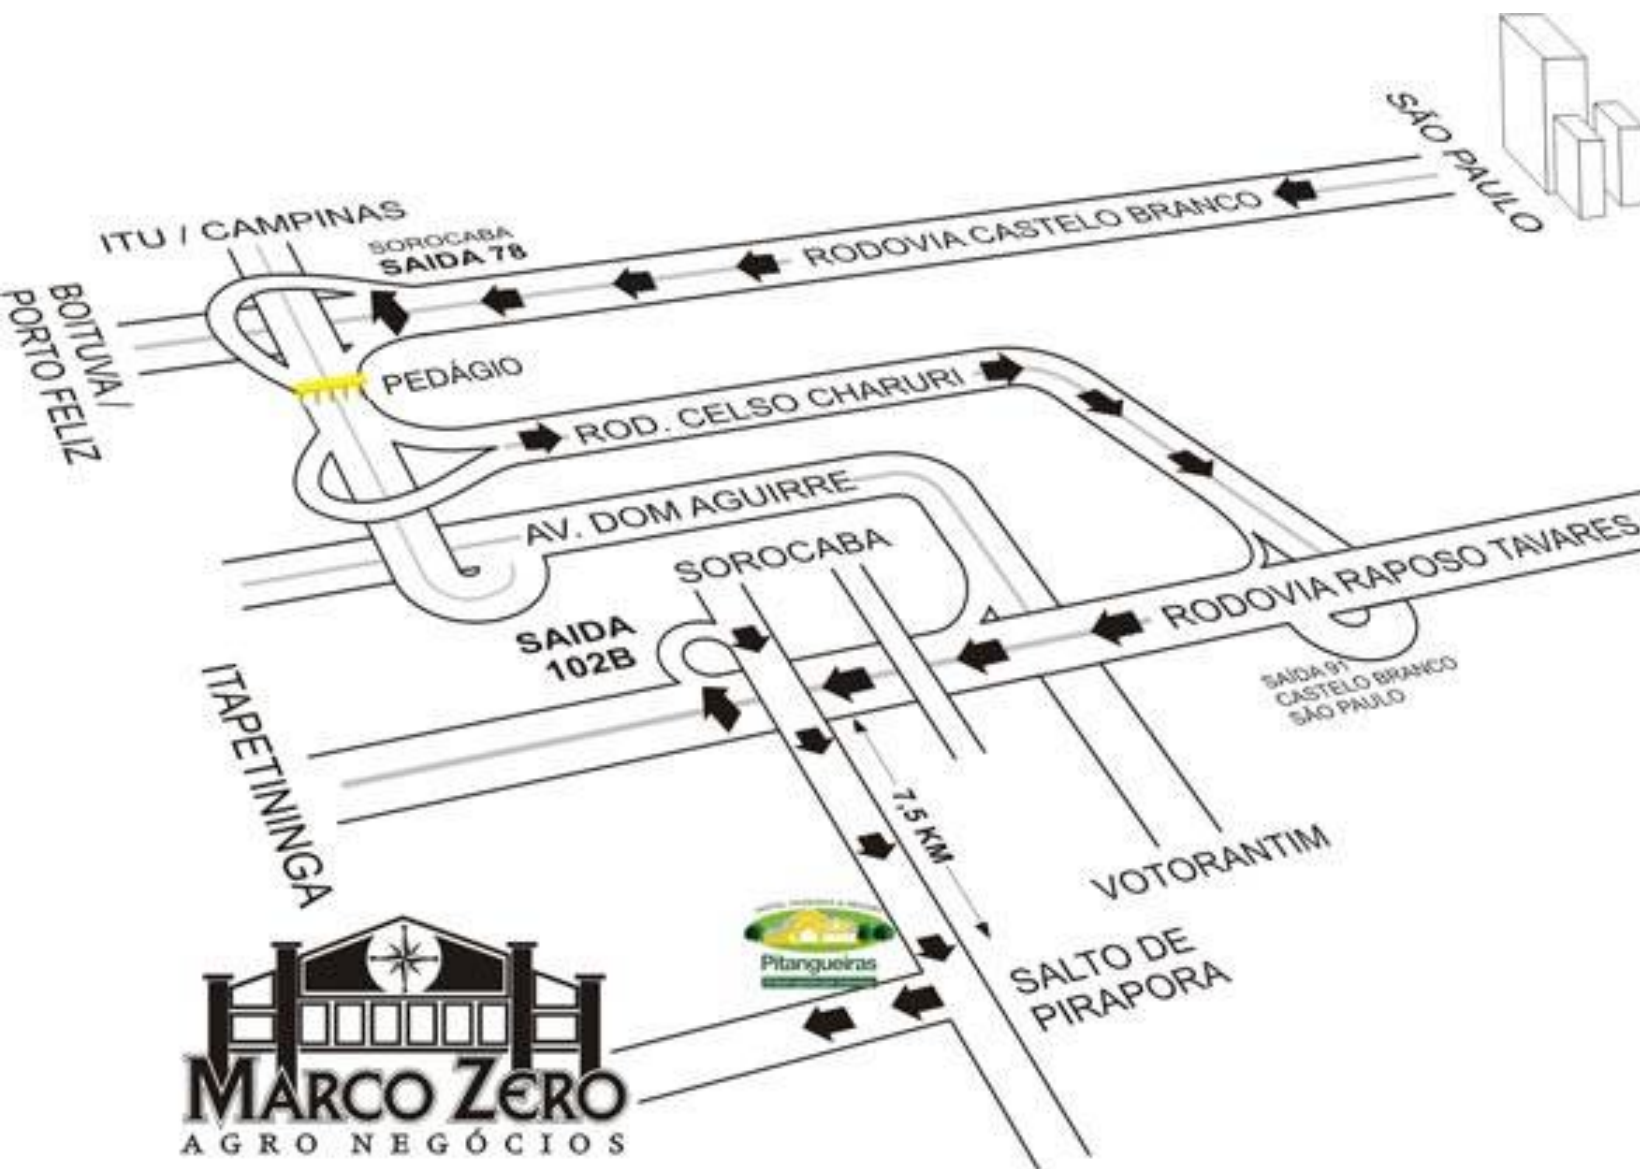 SÃO PAULO
RODOVIA CASTELO BRANCO
ITU / CAMPINAS
SOROCABA
SAIDA 78
BOITUVA /
PORTO FELIZ
PEDÁGIO
ROD. CELSO CHARURI
AV. DOM AGUIRRE
SOROCABA
RODOVIA RAPOSO TAVARES
SAIDA
102B
SAÍDA 91
CASTELO BRANCO
SÃO PAULO
ITAPETININGA
7,5 KM
VOTORANTIM
Pitangueiras
SALTO DE
PIRAPORA
MARCO ZERO
AGRO NEGÓCIOS